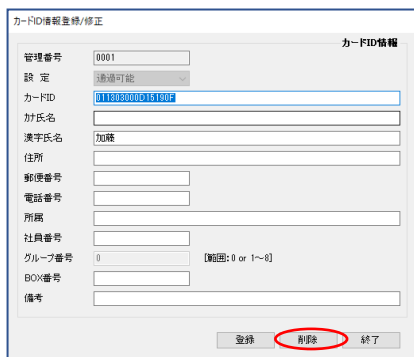 カードID情報登録/修正
カードID情報
管理番号 0001
設 定 通過可能
カードID 011303000D15190F
カナ氏名
漢字氏名 加藤
住所
郵便番号
電話番号
所属
社員番号
グループ番号 0 [範囲:0 or 1～8]
BOX番号
備考
登録 削除 終了